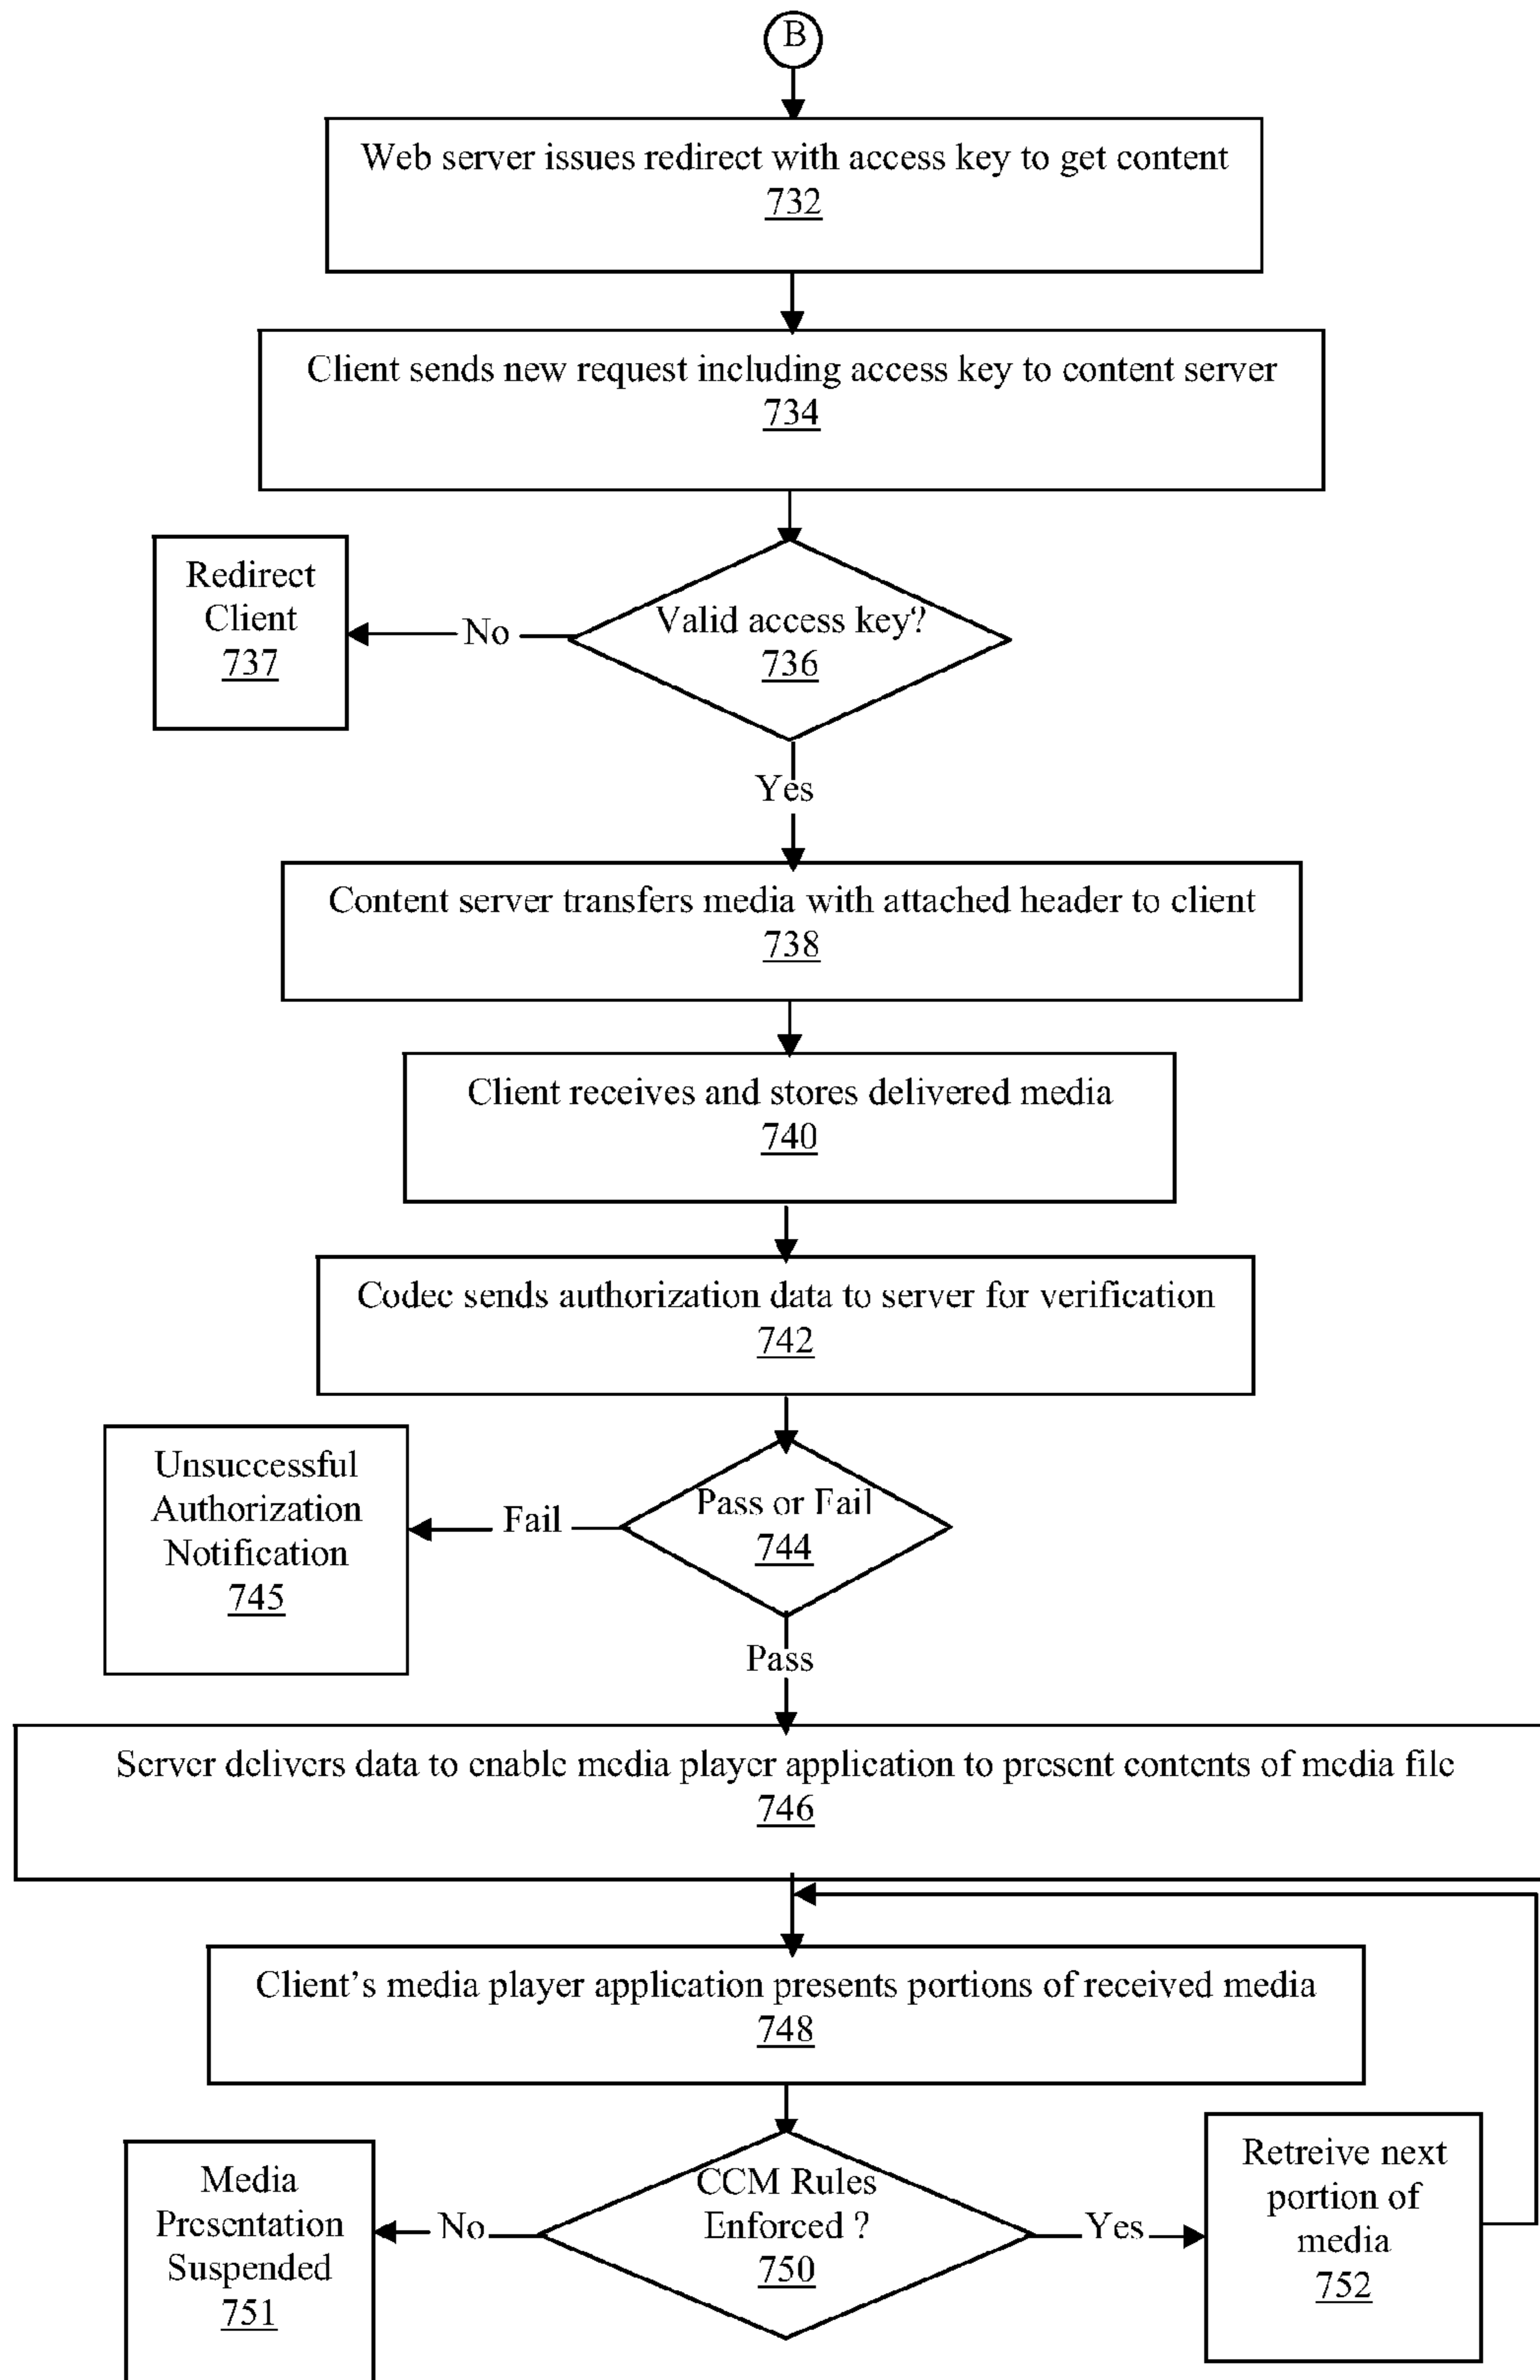 B
Web server issues redirect with access key to get content
732
Client sends new request including access key to content server
734
Redirect
Client
737
No
Valid access key?
736
Yes
Content server transfers media with attached header to client
738
Client receives and stores delivered media
740
Codec sends authorization data to server for verification
742
Unsuccessful
Authorization
Notification
745
Fail
Pass or Fail
744
Pass
Server delivers data to enable media player application to present contents of media file
746
Client’s media player application presents portions of received media
748
Media
Presentation
Suspended
751
No
CCM Rules
Enforced ?
750
Yes
Retreive next
portion of
media
752